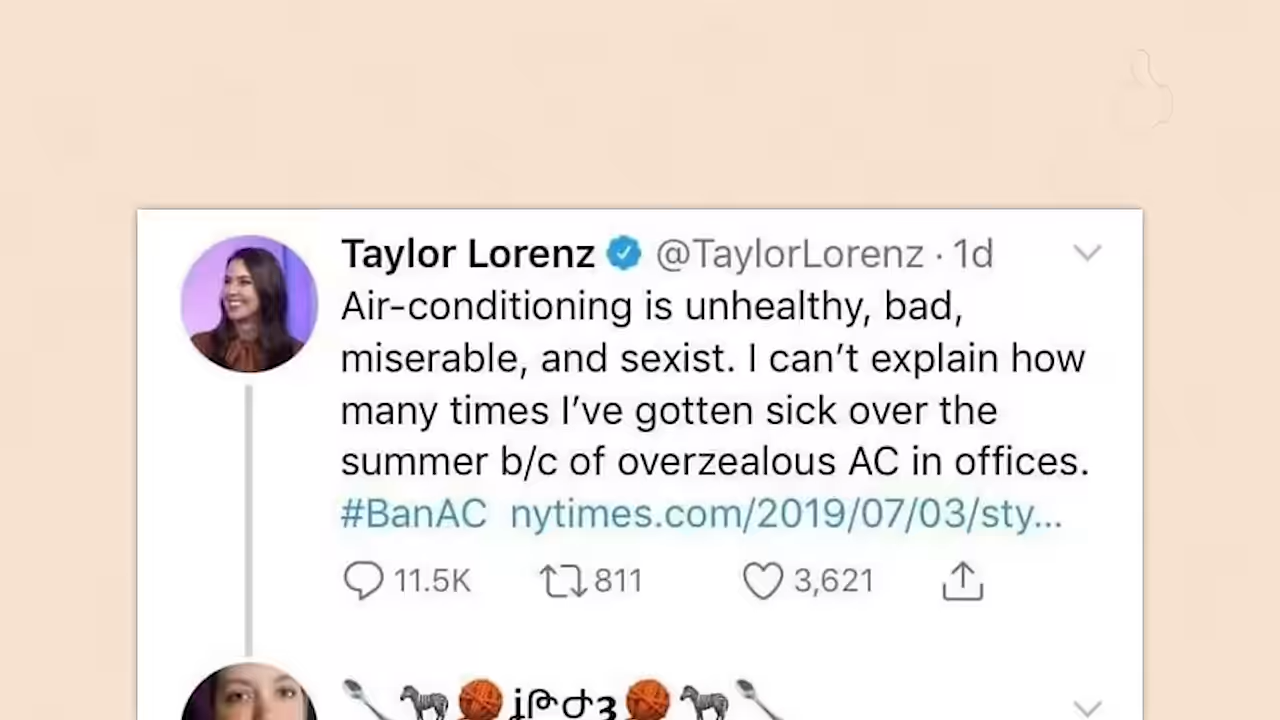 Taylor Lorenz @TaylorLorenz · 1d
Air-conditioning is unhealthy, bad,
miserable, and sexist. I can’t explain how
many times I’ve gotten sick over the
summer b/c of overzealous AC in offices.
#BanAC nytimes.com/2019/07/03/sty...
11.5K 811 3,621